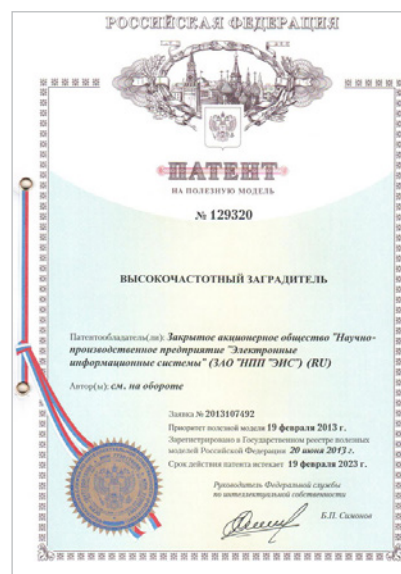 РОССИЙСКАЯ ФЕДЕРАЦИЯ
ПАТЕНТ
НА ПОЛЕЗНУЮ МОДЕЛЬ
№ 129320
ВЫСОКОЧАСТОТНЫЙ ЗАГРАДИТЕЛЬ
Патентообладатель(ли): Закрытое акционерное общество "Научно-
производственное предприятие "Электронные
информационные системы" (ЗАО "НПП "ЭИС") (RU)
Автор(ы): см. на обороте
Заявка № 2013107492
Приоритет полезной модели 19 февраля 2013 г.
Зарегистрировано в Государственном реестре полезных
моделей Российской Федерации 20 июня 2013 г.
Срок действия патента истекает 19 февраля 2023 г.
Руководитель Федеральной службы
по интеллектуальной собственности
Б.П. Симонов